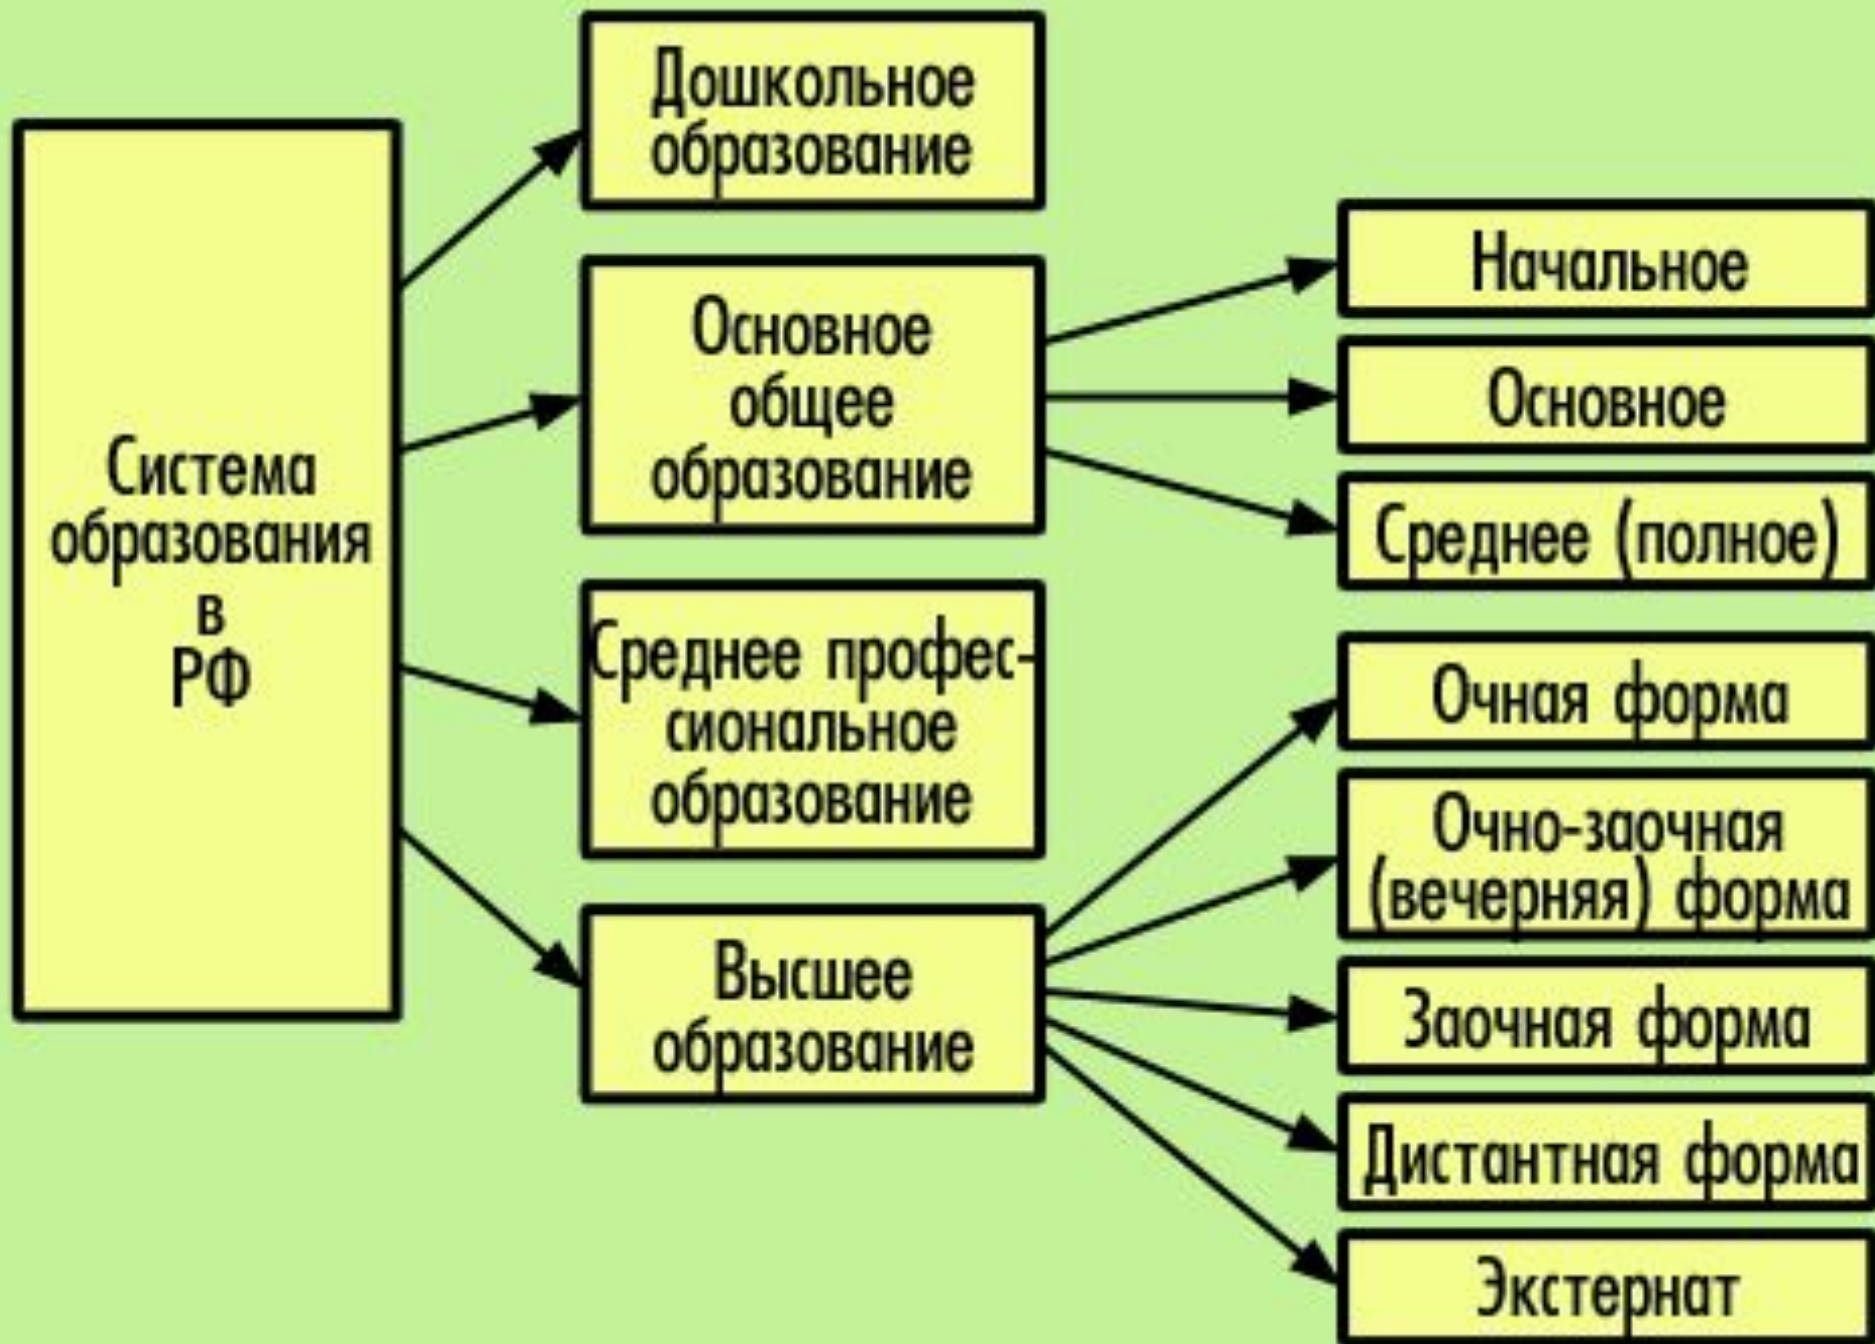 Система
образования
в
РФ
Дошкольное
образование
Основное
общее
образование
Среднее профес-
сиональное
образование
Высшее
образование
Начальное
Основное
Среднее (полное)
Очная форма
Очно-заочная
(вечерняя) форма
Заочная форма
Дистантная форма
Экстернат